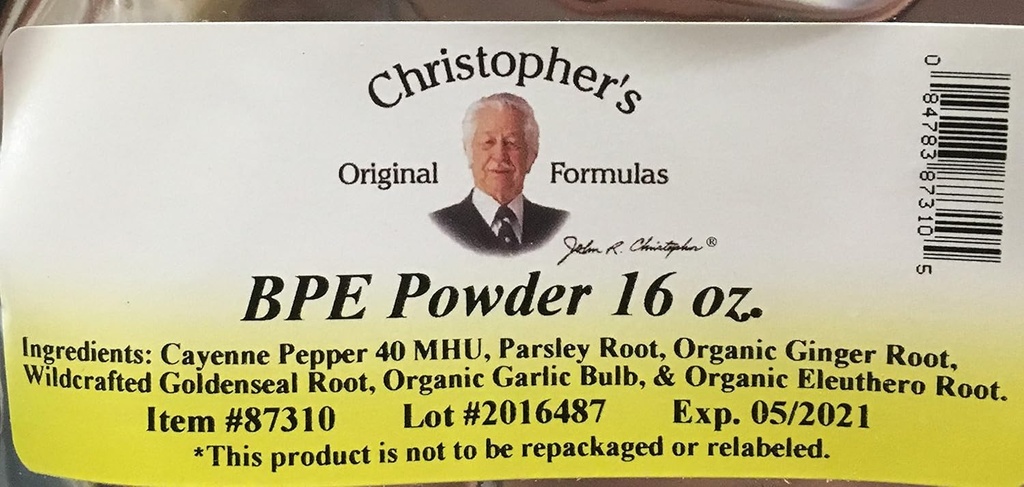 Christopher's
Original Formulas
John R. Christopher®
BPE Powder 16 oz.
Ingredients: Cayenne Pepper 40 MHU, Parsley Root, Organic Ginger Root,
Wildcrafted Goldenseal Root, Organic Garlic Bulb, & Organic Eleuthero Root.
Item #87310 Lot #2016487 Exp. 05/2021
*This product is not to be repackaged or relabeled.
0 84783 87310 5